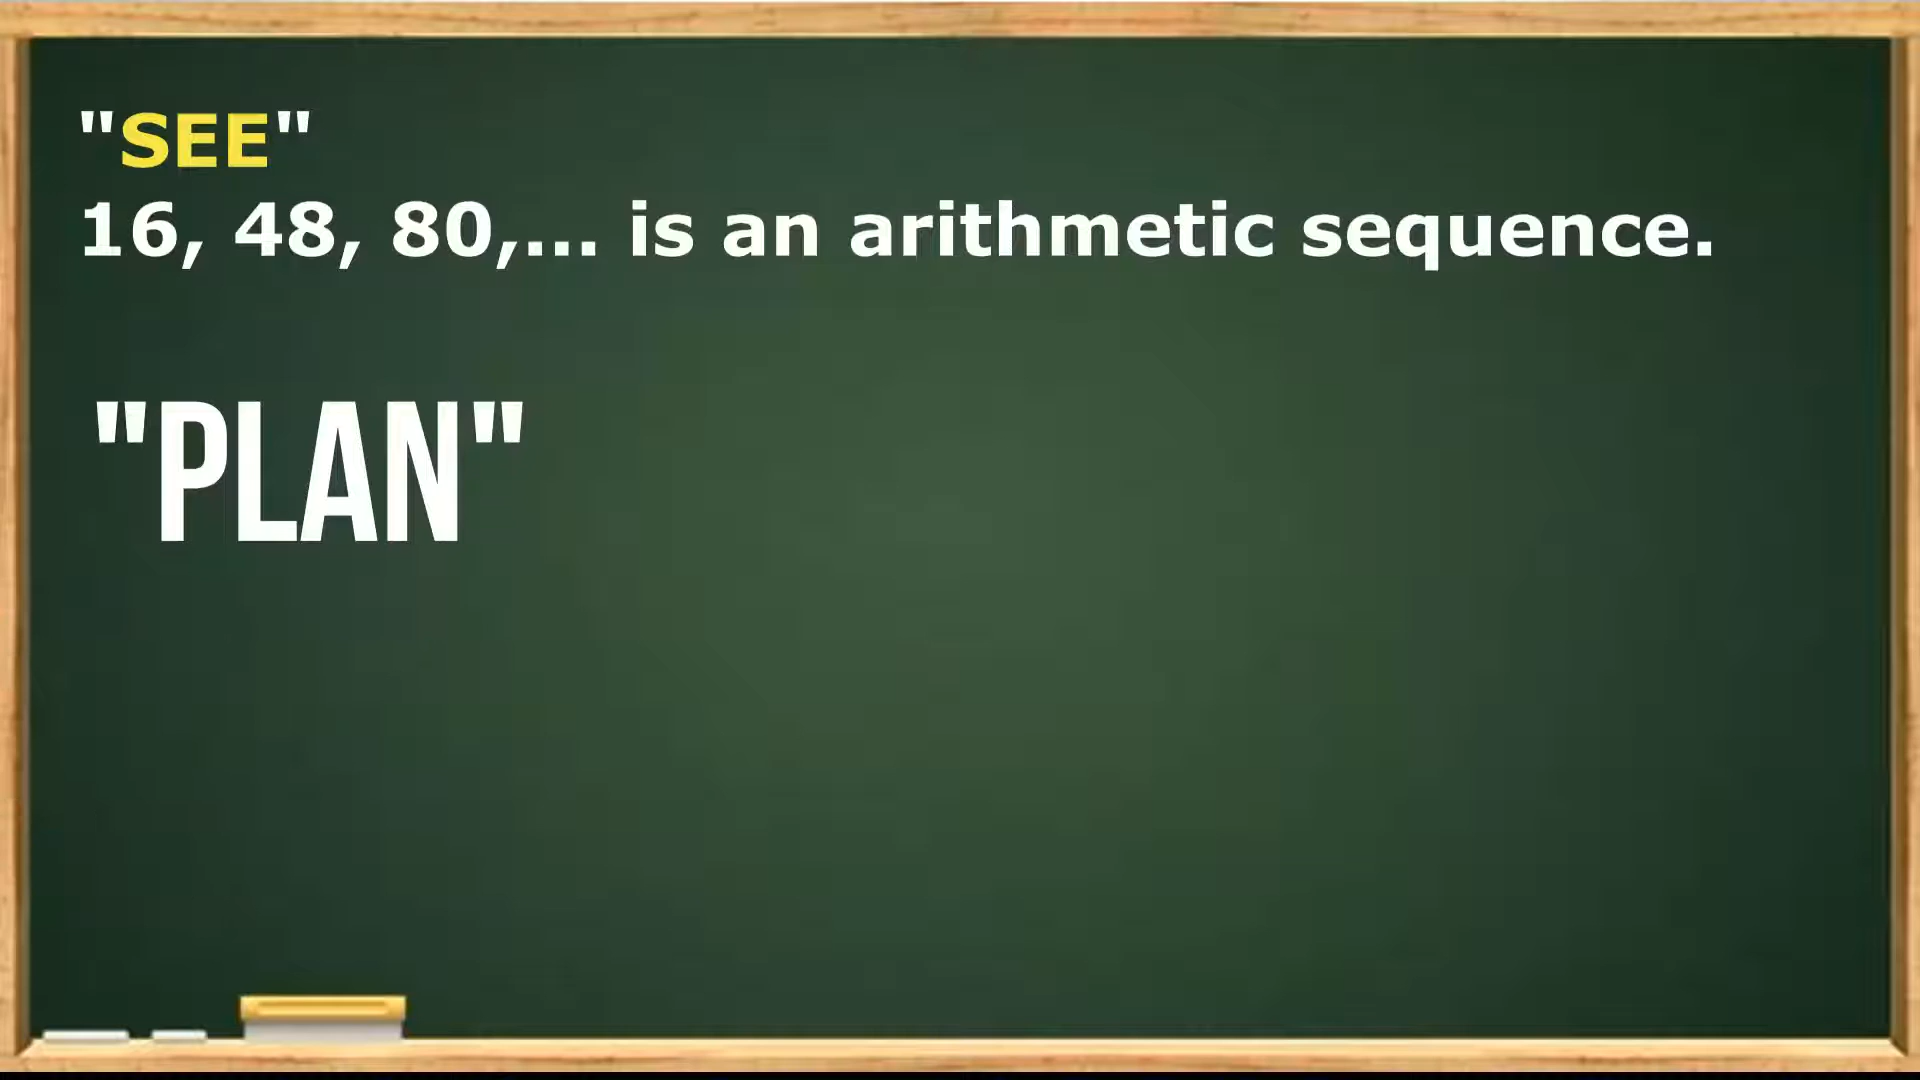 "SEE"
16, 48, 80,... is an arithmetic sequence.
"PLAN"